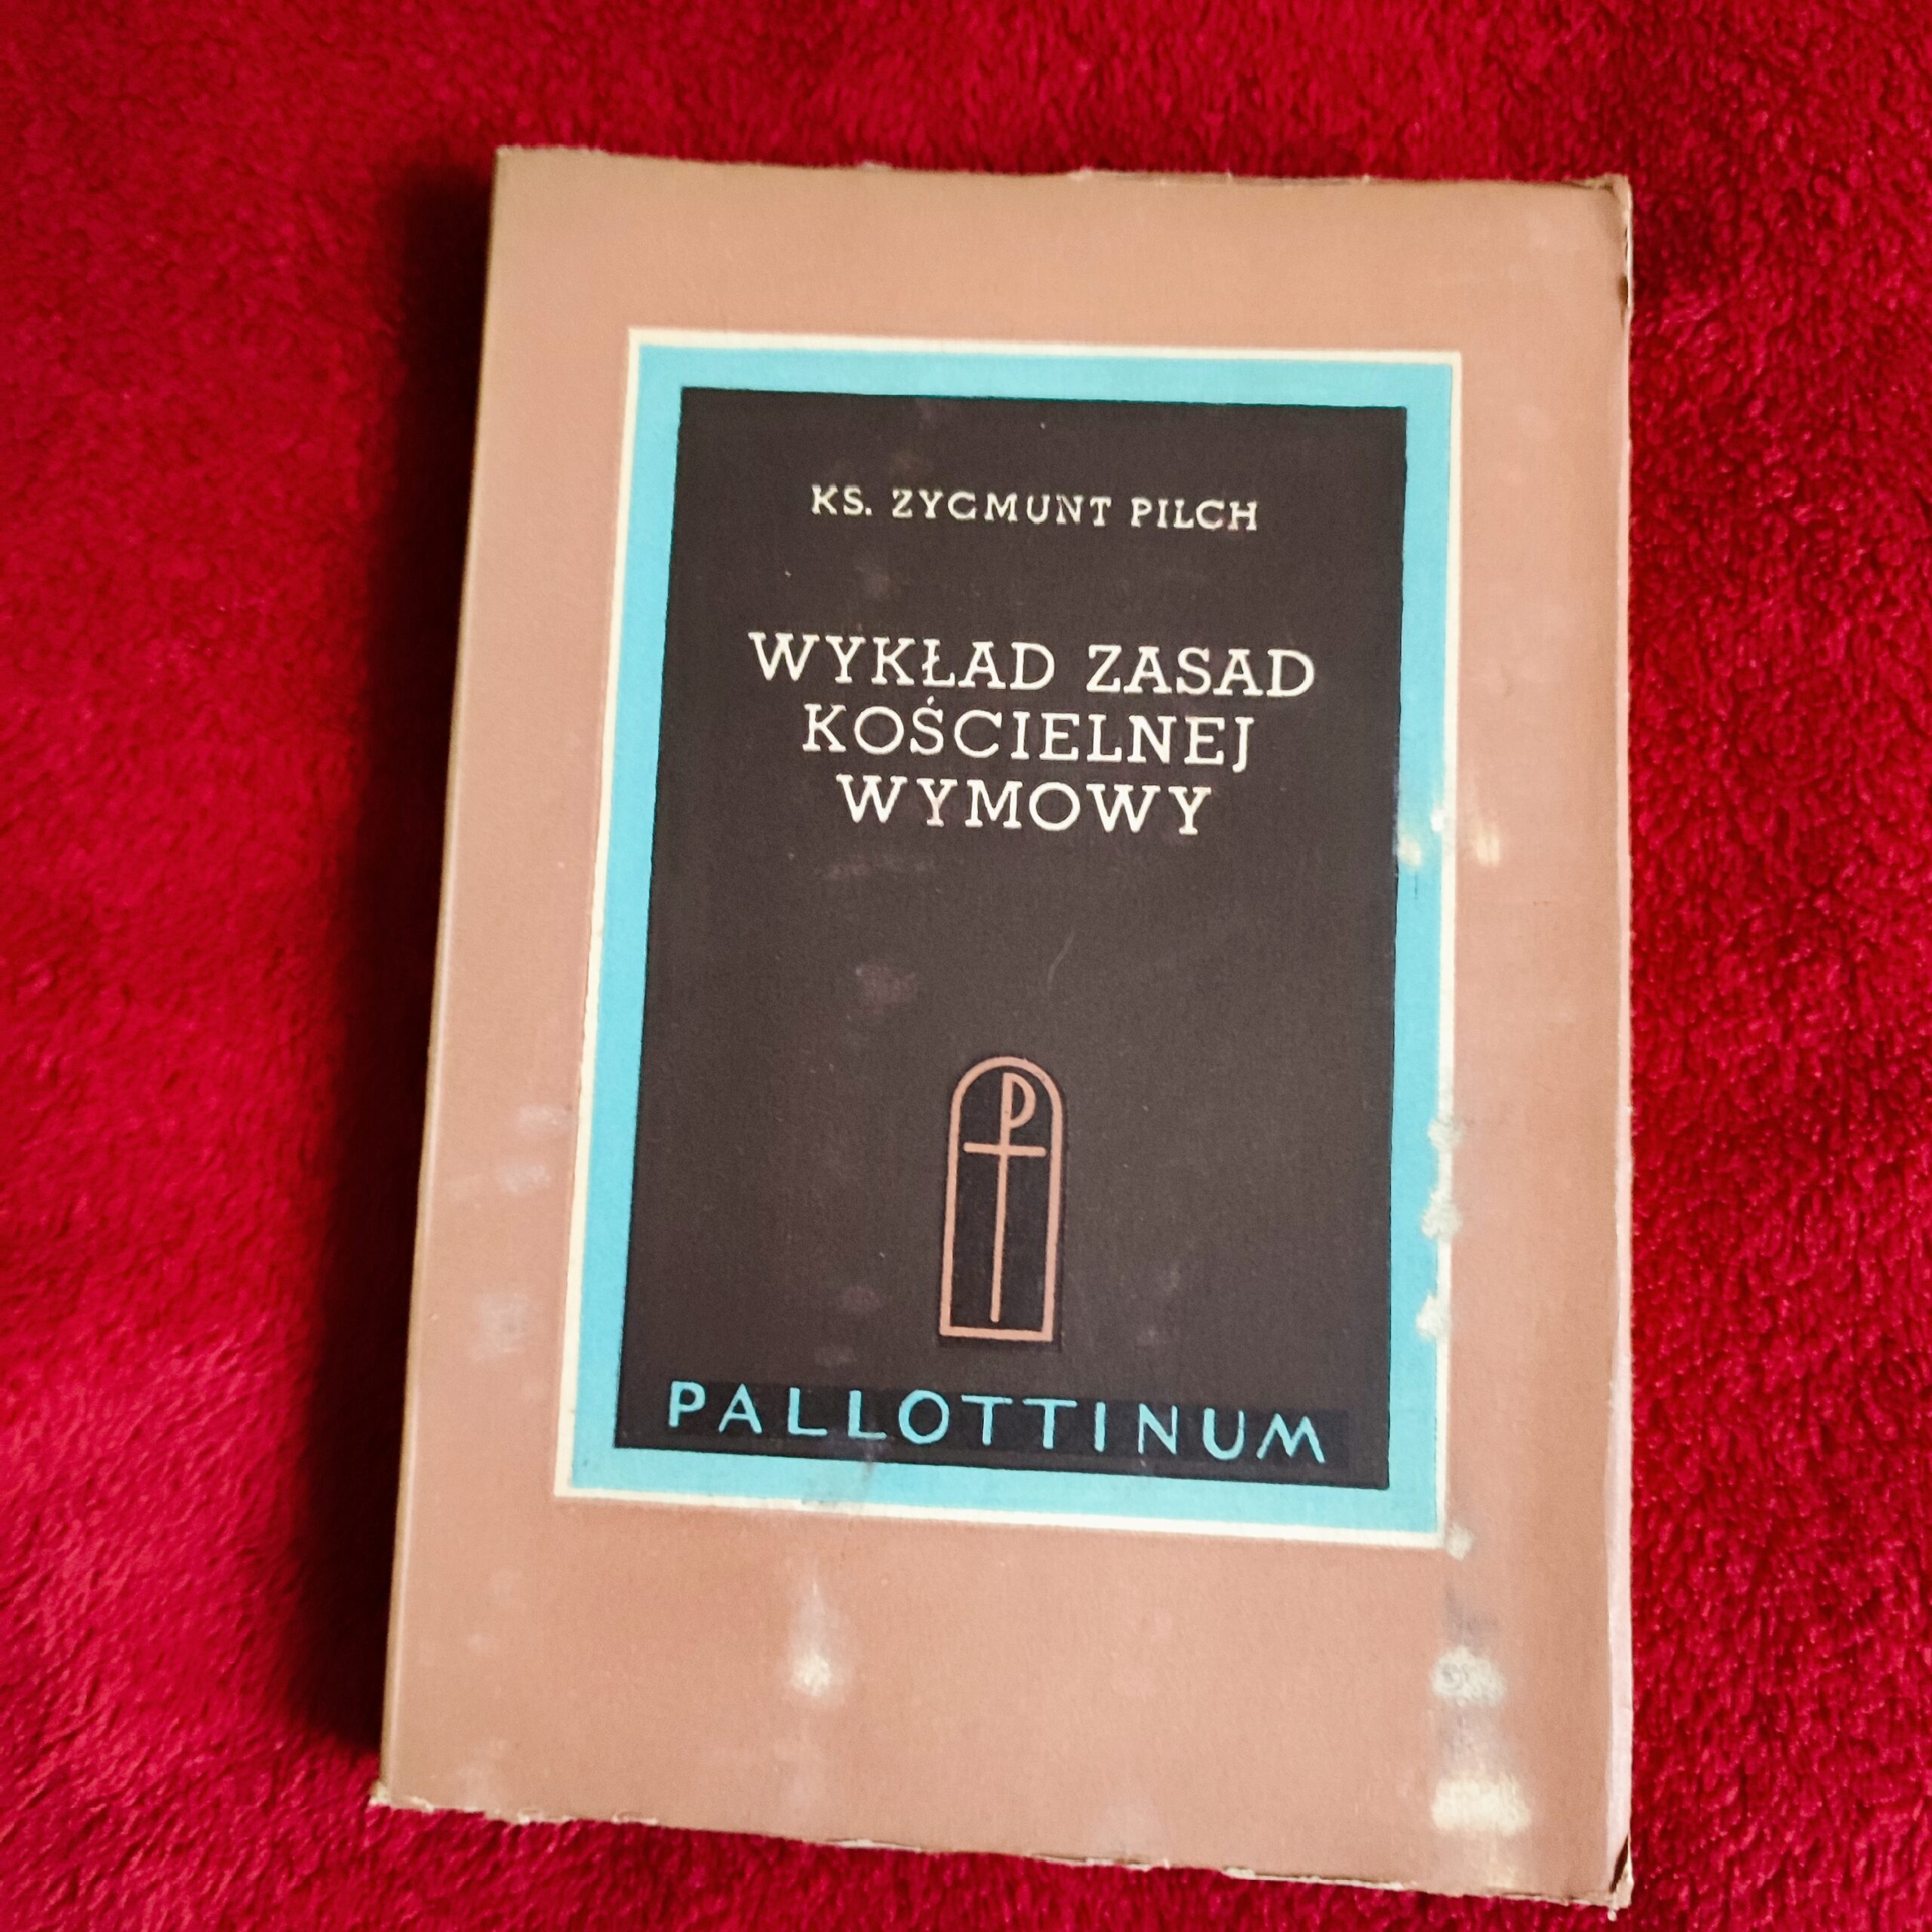 KS. ZYGMUNT PILCH
WYKŁAD ZASAD
KOŚCIELNEJ
WYMOWY
PALLOTTINUM